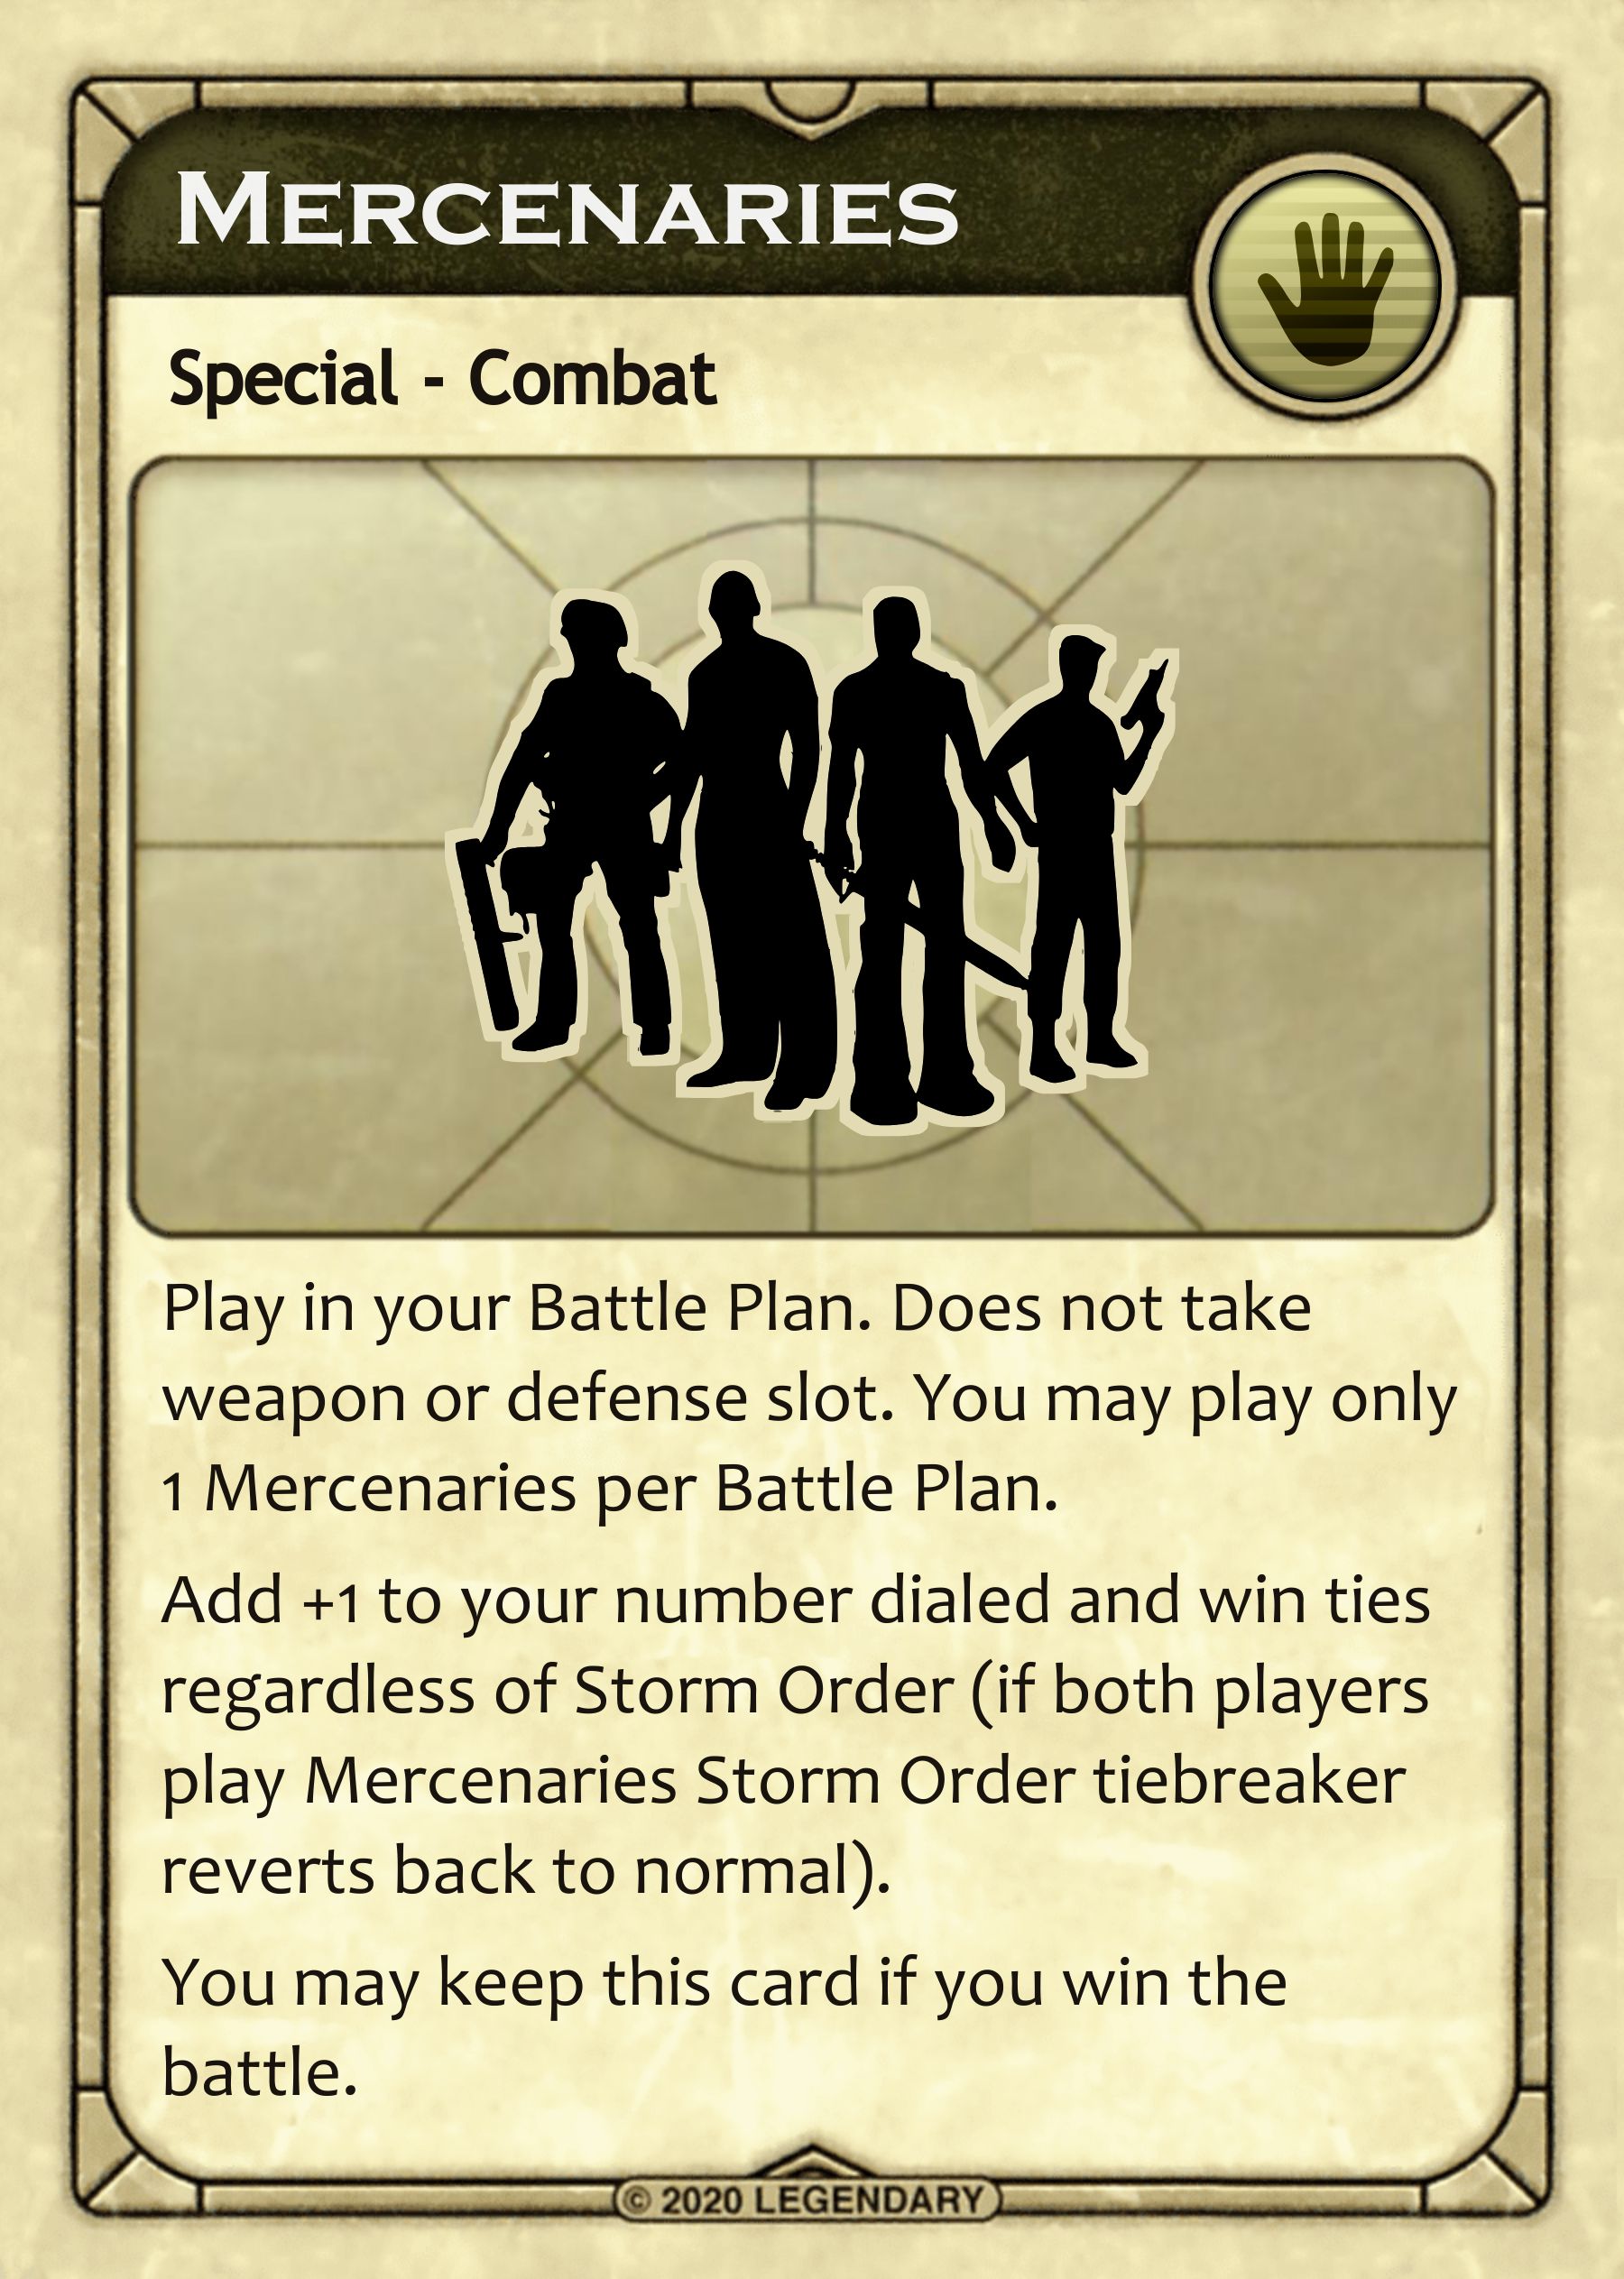 MERCENARIES
Special - Combat
Play in your Battle Plan. Does not take
weapon or defense slot. You may play only
1 Mercenaries per Battle Plan.
Add +1 to your number dialed and win ties
regardless of Storm Order (if both players
play Mercenaries Storm Order tiebreaker
reverts back to normal).
You may keep this card if you win the
battle.
© 2020 LEGENDARY